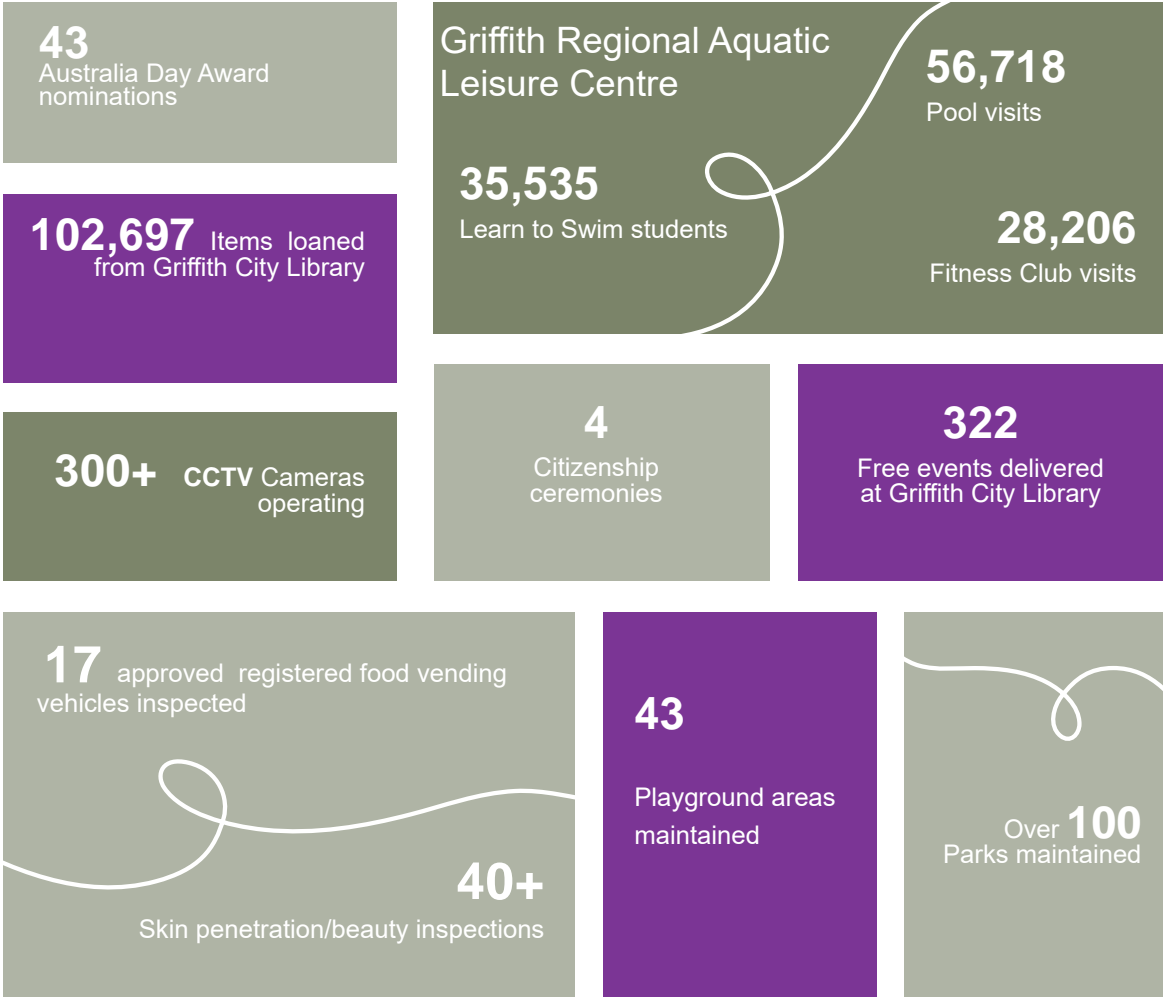 43
Australia Day Award
nominations
Griffith Regional Aquatic
Leisure Centre
56,718
Pool visits
35,535
Learn to Swim students
28,206
Fitness Club visits
102,697 Items loaned
from Griffith City Library
300+ CCTV Cameras
operating
4
Citizenship
ceremonies
322
Free events delivered
at Griffith City Library
17 approved registered food vending
vehicles inspected
40+
Skin penetration/beauty inspections
43
Playground areas
maintained
Over 100
Parks maintained